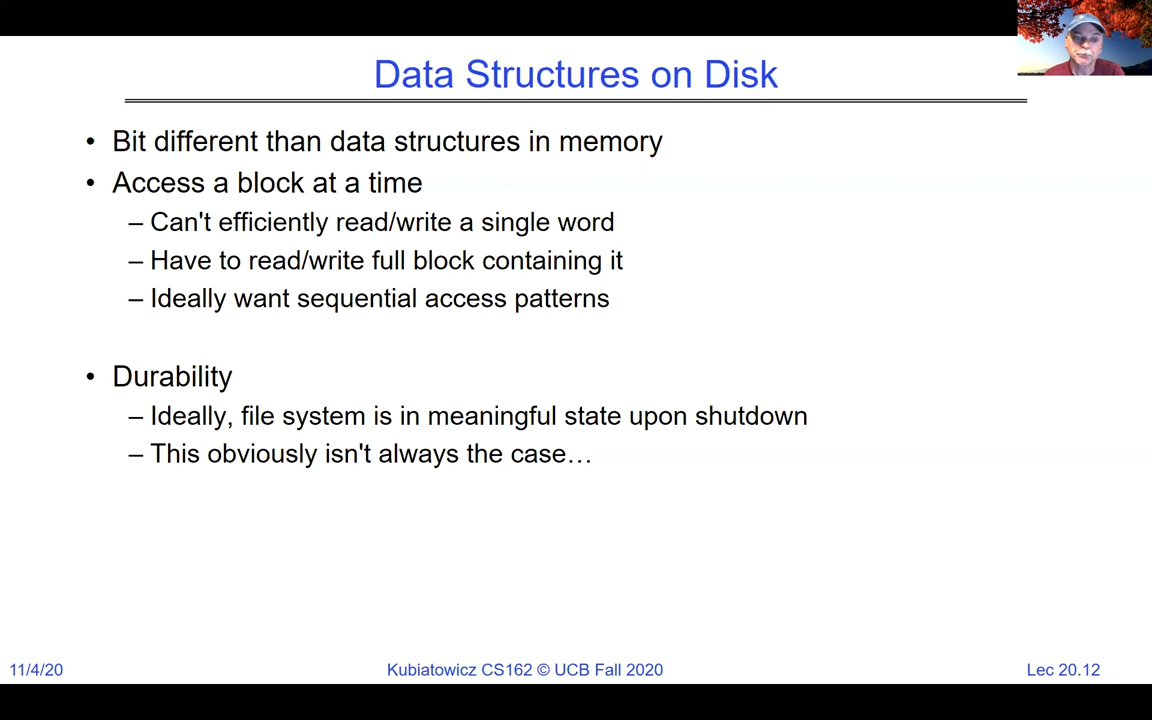 Data Structures on Disk
• Bit different than data structures in memory
• Access a block at a time
– Can't efficiently read/write a single word
– Have to read/write full block containing it
– Ideally want sequential access patterns
• Durability
– Ideally, file system is in meaningful state upon shutdown
– This obviously isn't always the case…
11/4/20
Kubiatowicz CS162 © UCB Fall 2020
Lec 20.12